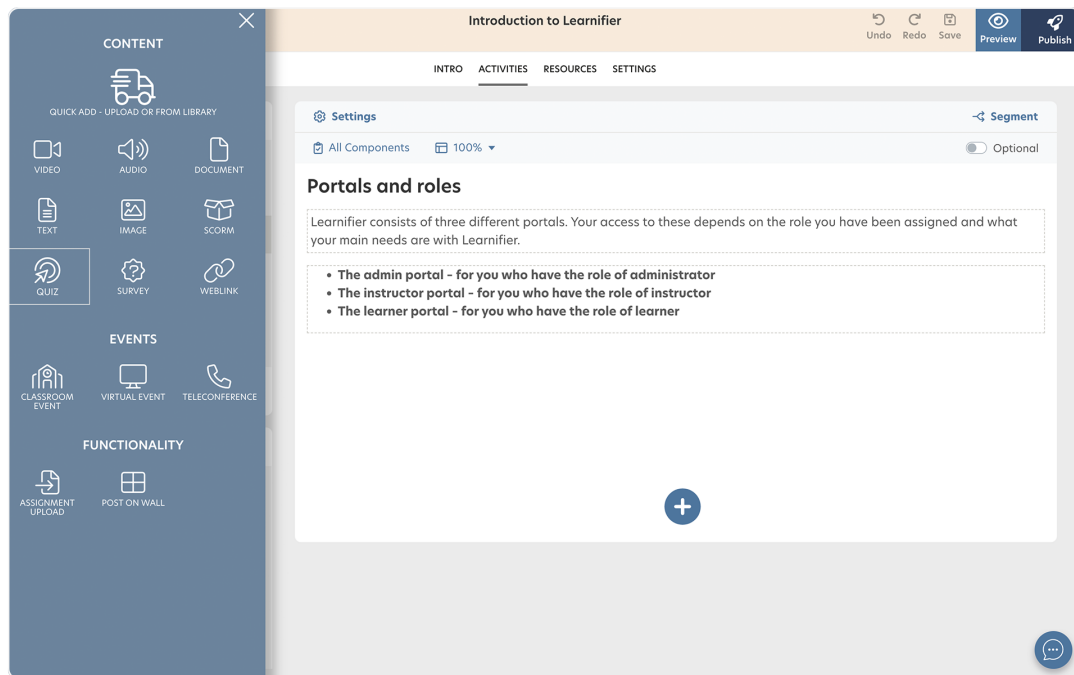 CONTENT
QUICK ADD - UPLOAD OR FROM LIBRARY
VIDEO
AUDIO
DOCUMENT
TEXT
IMAGE
SCORM
QUIZ
SURVEY
WEBLINK
EVENTS
CLASSROOM
EVENT
VIRTUAL EVENT
TELECONFERENCE
FUNCTIONALITY
ASSIGNMENT
UPLOAD
POST ON WALL
Introduction to Learnifier
Undo
Redo
Save
Preview
Publish
INTRO
ACTIVITIES
RESOURCES
SETTINGS
Settings
Segment
All Components
100%
Optional
Portals and roles
Learnifier consists of three different portals. Your access to these depends on the role you have been assigned and what
your main needs are with Learnifier.
• The admin portal – for you who have the role of administrator
• The instructor portal – for you who have the role of instructor
• The learner portal – for you who have the role of learner